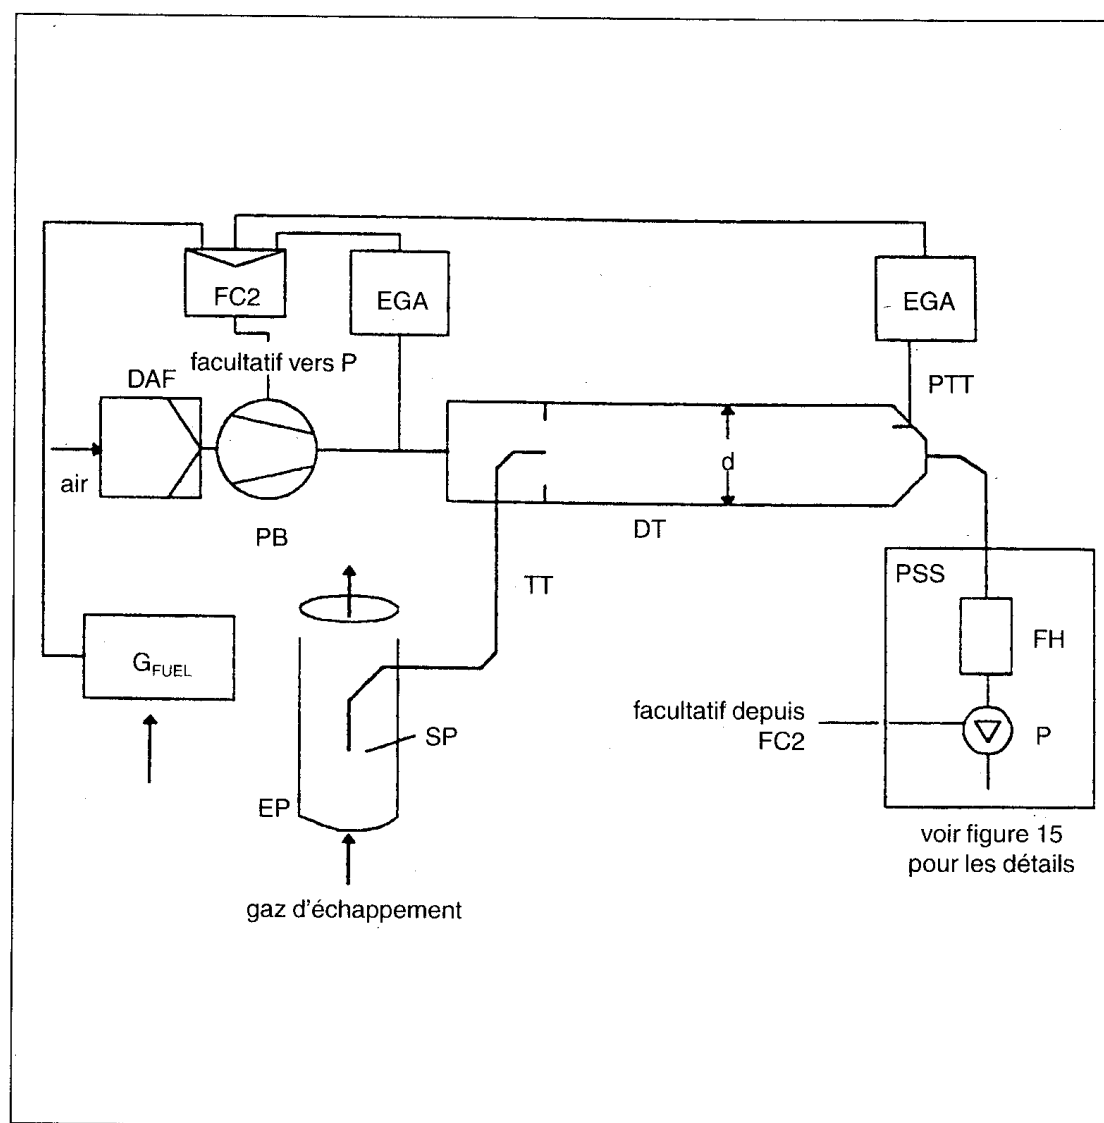 FC2
EGA
EGA
facultatif vers P
DAF
PTT
air
d
PB
DT
TT
PSS
FH
G_FUEL
facultatif depuis
FC2
SP
P
EP
voir figure 15
pour les détails
gaz d'échappement